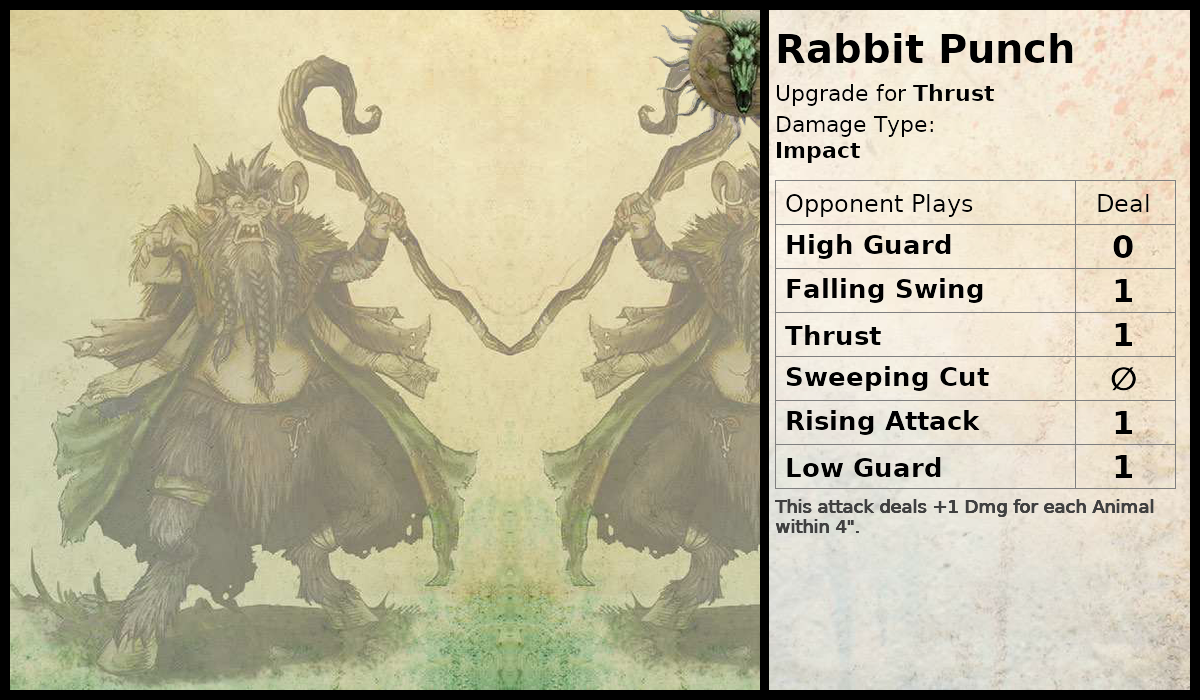 Rabbit Punch
Upgrade for Thrust
Damage Type:
Impact
Opponent Plays Deal
High Guard 0
Falling Swing 1
Thrust 1
Sweeping Cut ∅
Rising Attack 1
Low Guard 1
This attack deals +1 Dmg for each Animal
within 4".